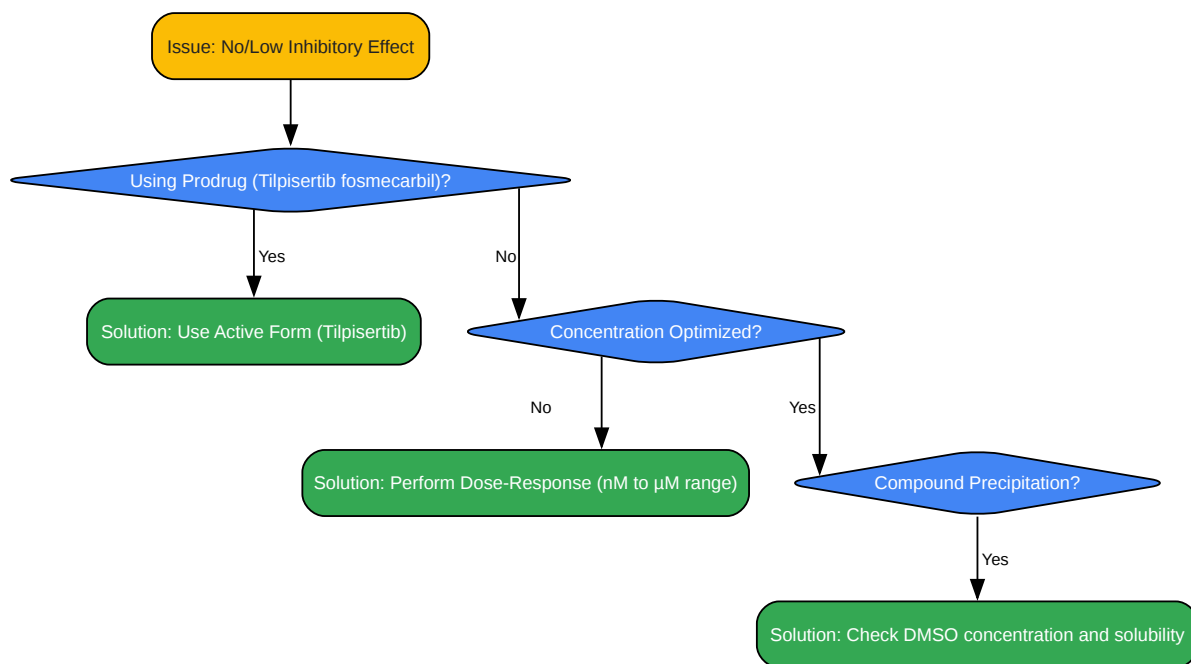 Issue: No/Low Inhibitory Effect
Using Prodrug (Tilpisertib fosmecarbil)?
Yes
No
Solution: Use Active Form (Tilpisertib)
Concentration Optimized?
No
Yes
Solution: Perform Dose-Response (nM to µM range)
Compound Precipitation?
Yes
Solution: Check DMSO concentration and solubility